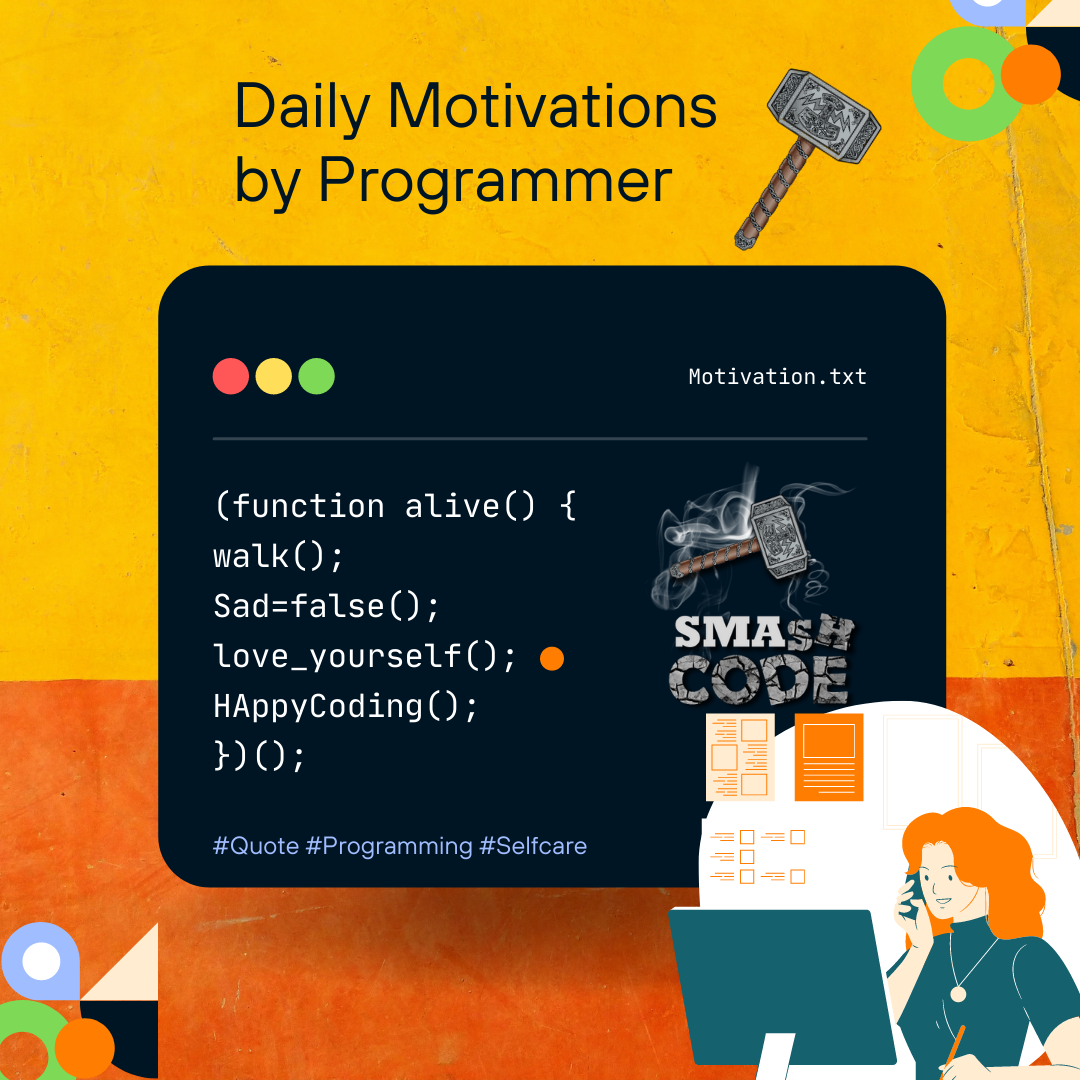 Daily Motivations
by Programmer
Motivation.txt
(function alive() {
walk();
Sad=false();
love_yourself();
HAppyCoding();
})();
SMAsH
CODE
#Quote #Programming #Selfcare